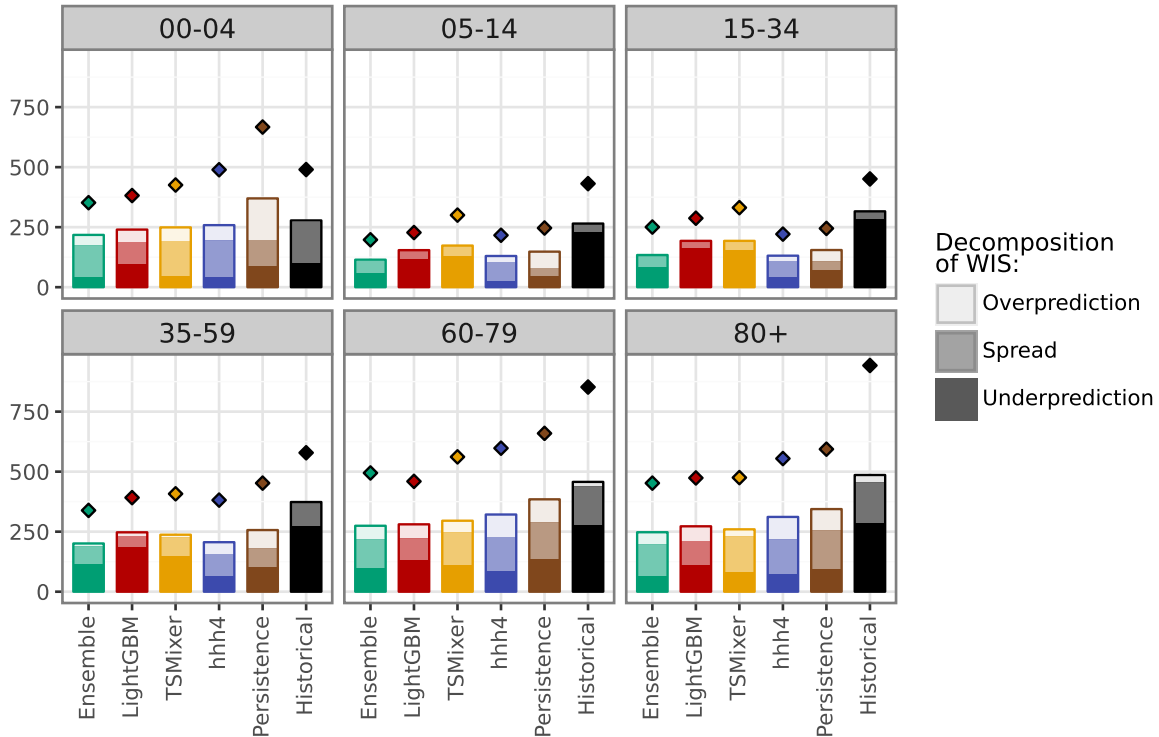 00-04
05-14
15-34
750
500
250
0
35-59
60-79
80+
750
500
250
0
Ensemble
LightGBM
TSMixer
hhh4
Persistence
Historical
Ensemble
LightGBM
TSMixer
hhh4
Persistence
Historical
Ensemble
LightGBM
TSMixer
hhh4
Persistence
Historical
Decomposition
of WIS:
Overprediction
Spread
Underprediction